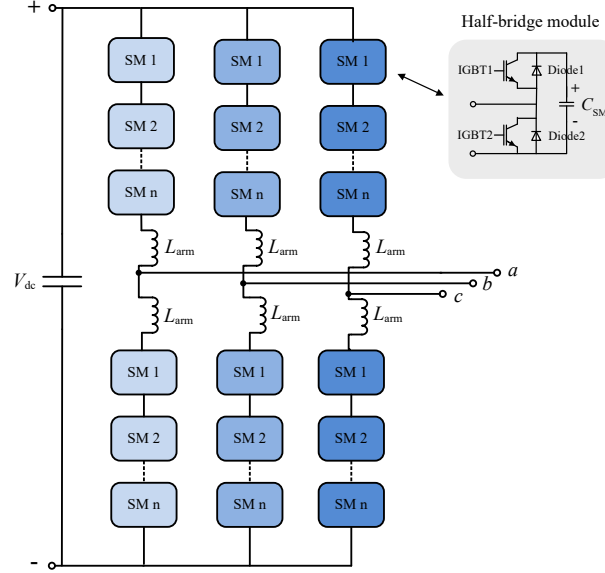 +
Half-bridge module
SM 1 SM 1 SM 1
IGBT1 Diode1
+
C_SM
-
IGBT2 Diode2
SM 2 SM 2 SM 2
SM n SM n SM n
L_arm L_arm L_arm
V_dc
a
b
c
L_arm L_arm L_arm
SM 1 SM 1 SM 1
SM 2 SM 2 SM 2
SM n SM n SM n
-